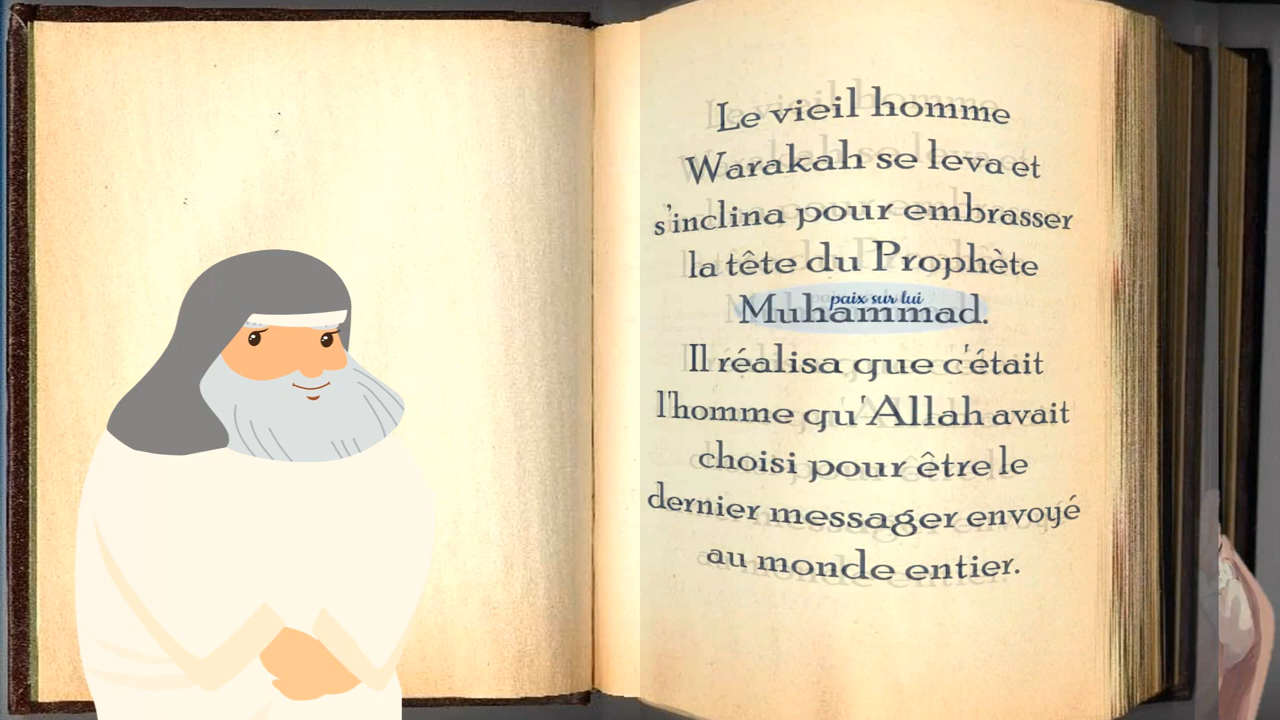 Le vieil homme
Warakah se leva et
s'inclina pour embrasser
la tête du Prophète
paix sur lui
Muhammad.
Il réalisa que c'était
l'homme qu'Allah avait
choisi pour être le
dernier messager envoyé
au monde entier.